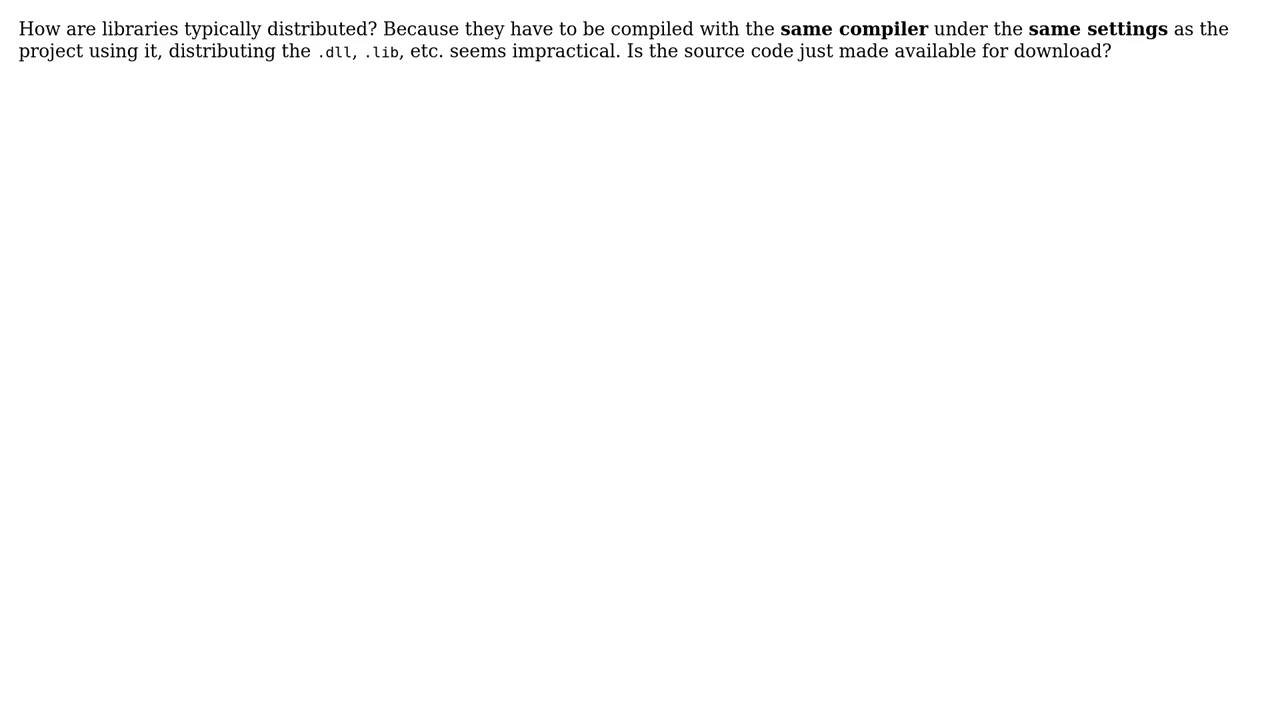 How are libraries typically distributed? Because they have to be compiled with the same compiler under the same settings as the
project using it, distributing the .dll, .lib, etc. seems impractical. Is the source code just made available for download?